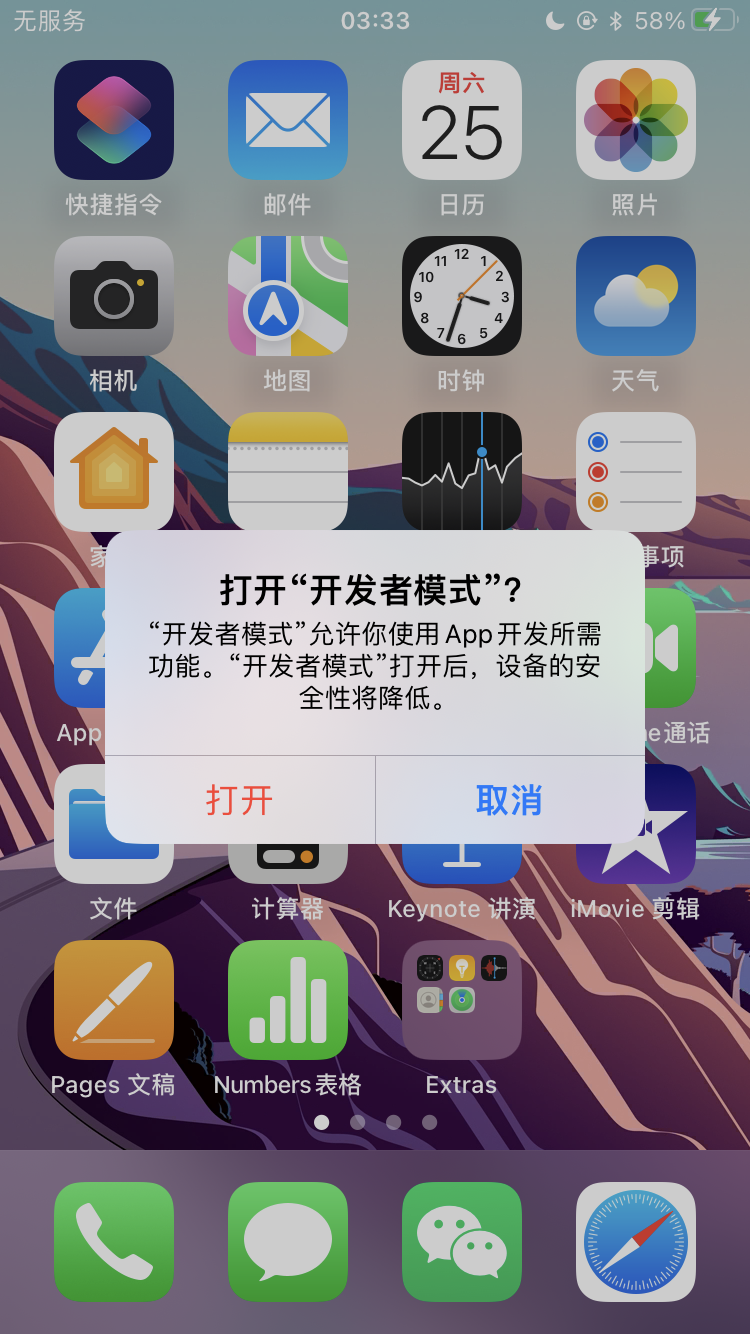 无服务 03:33 58%
周六
25
快捷指令 邮件 日历 照片
12
11 1
10 2
9 3
8 4
7 5
6
相机 地图 时钟 天气
事项
打开“开发者模式”?
“开发者模式”允许你使用 App 开发所需
功能。“开发者模式”打开后，设备的安
全性将降低。
App
e通话
打开 取消
文件 计算器 Keynote 讲演 iMovie 剪辑
Pages 文稿 Numbers 表格 Extras